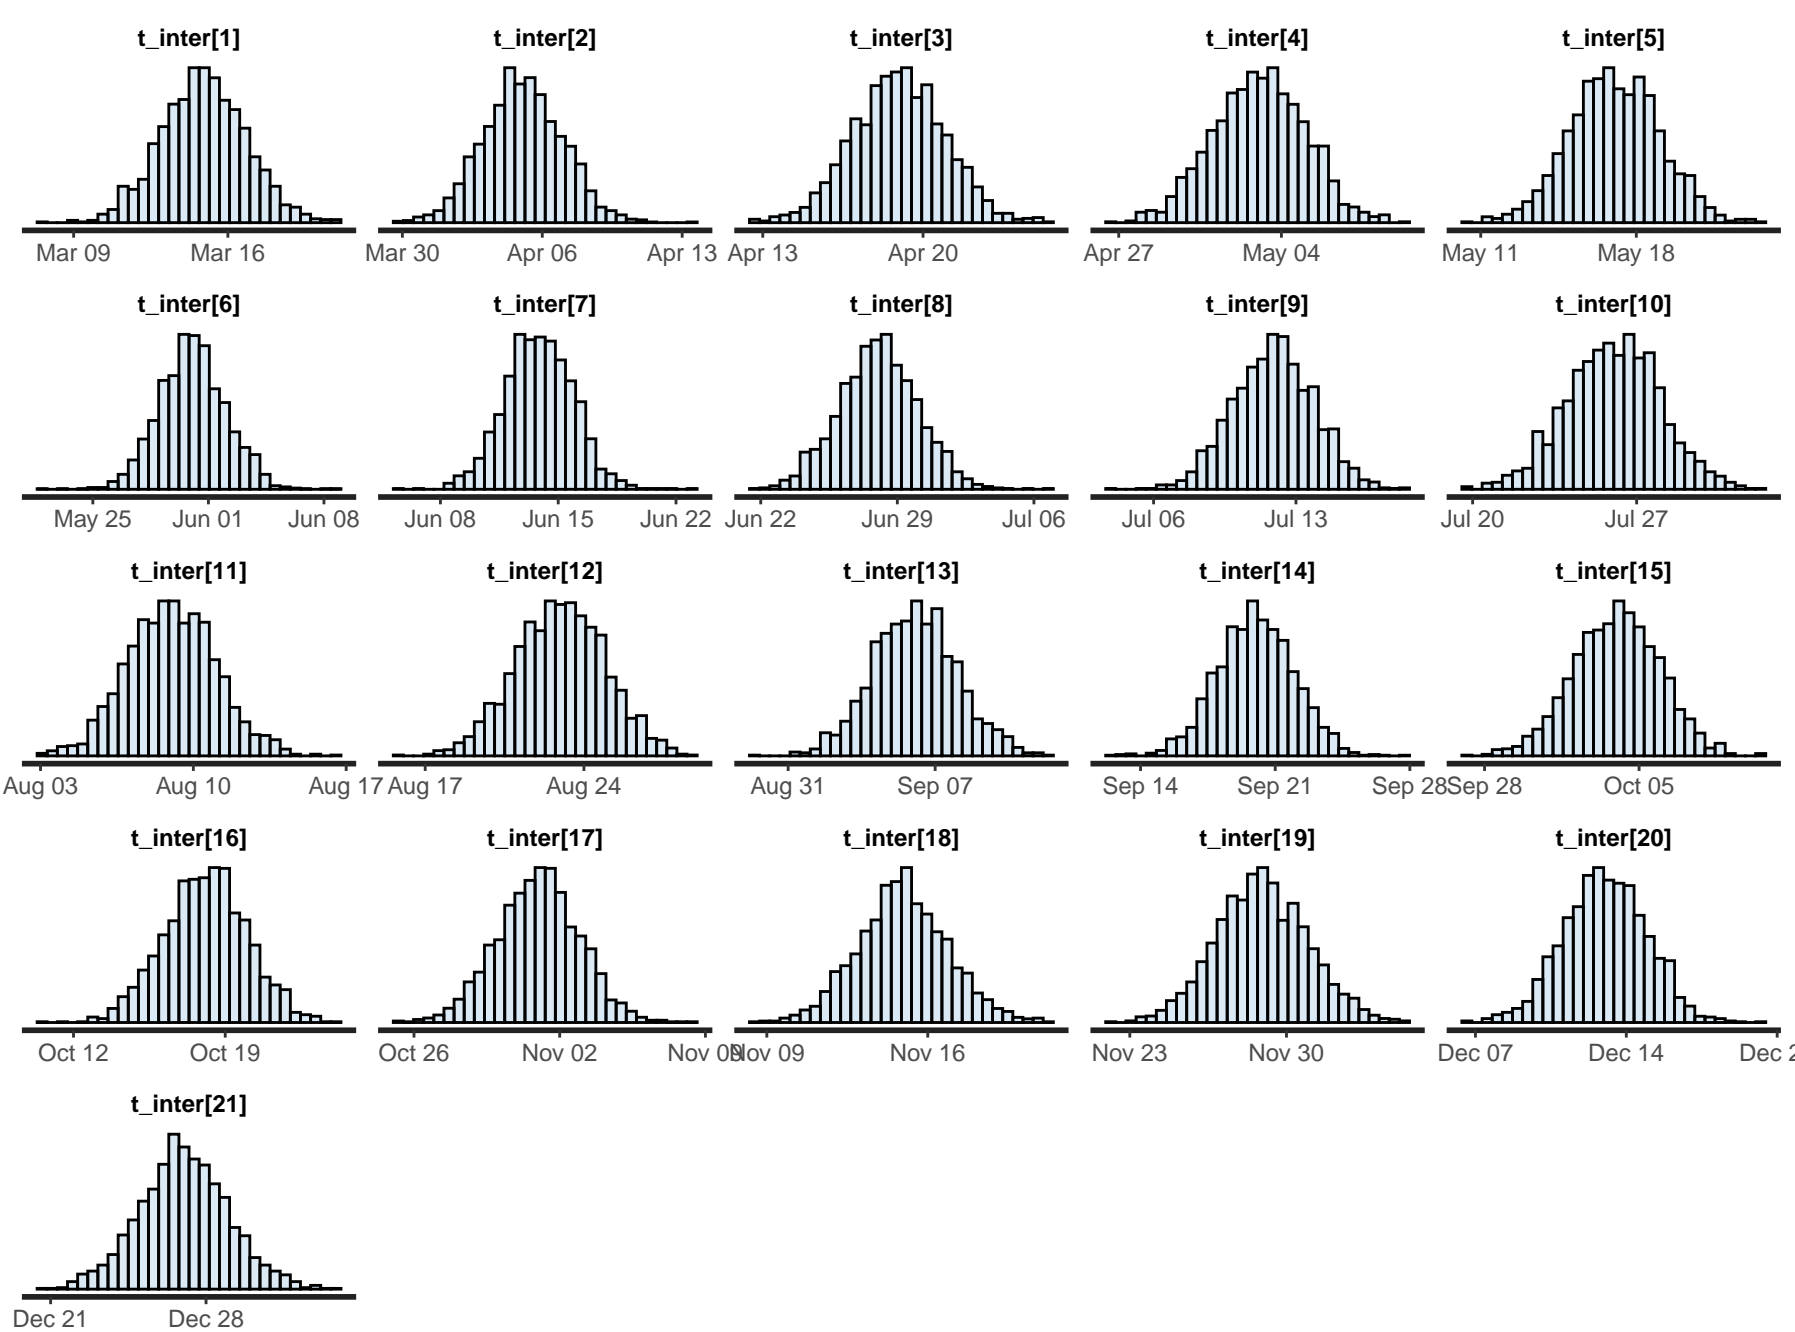 t_inter[1] t_inter[2] t_inter[3] t_inter[4] t_inter[5]
Mar 09 Mar 16 Mar 30 Apr 06 Apr 13 Apr 13 Apr 20 Apr 27 May 04 May 11 May 18
t_inter[6] t_inter[7] t_inter[8] t_inter[9] t_inter[10]
May 25 Jun 01 Jun 08 Jun 08 Jun 15 Jun 22 Jun 22 Jun 29 Jul 06 Jul 06 Jul 13 Jul 20 Jul 27
t_inter[11] t_inter[12] t_inter[13] t_inter[14] t_inter[15]
Aug 03 Aug 10 Aug 17 Aug 17 Aug 24 Aug 31 Sep 07 Sep 14 Sep 21 Sep 28 Sep 28 Oct 05
t_inter[16] t_inter[17] t_inter[18] t_inter[19] t_inter[20]
Oct 12 Oct 19 Oct 26 Nov 02 Nov 09 Nov 09 Nov 16 Nov 23 Nov 30 Dec 07 Dec 14 Dec
t_inter[21]
Dec 21 Dec 28